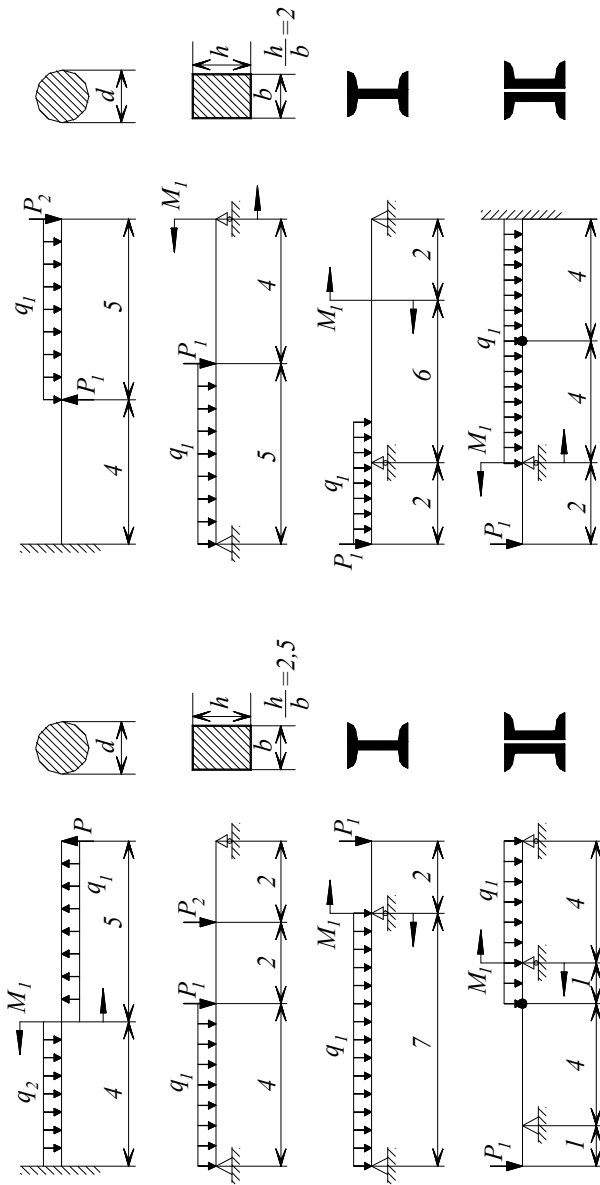 q₂ M₁ P
q₁
4 5 d
q₁ P₂
P₁
4 5 d
q₁ P₁ P₂ h
4 2 2 b h/b=2,5
q₁ P₁ M₁ h
5 4 b h/b=2
q₁ M₁ P₁
7 2
P₁ q₁ M₁
2 6 2
P₁ M₁ q₁
1 4 1 4
P₁ M₁ q₁
2 4 4